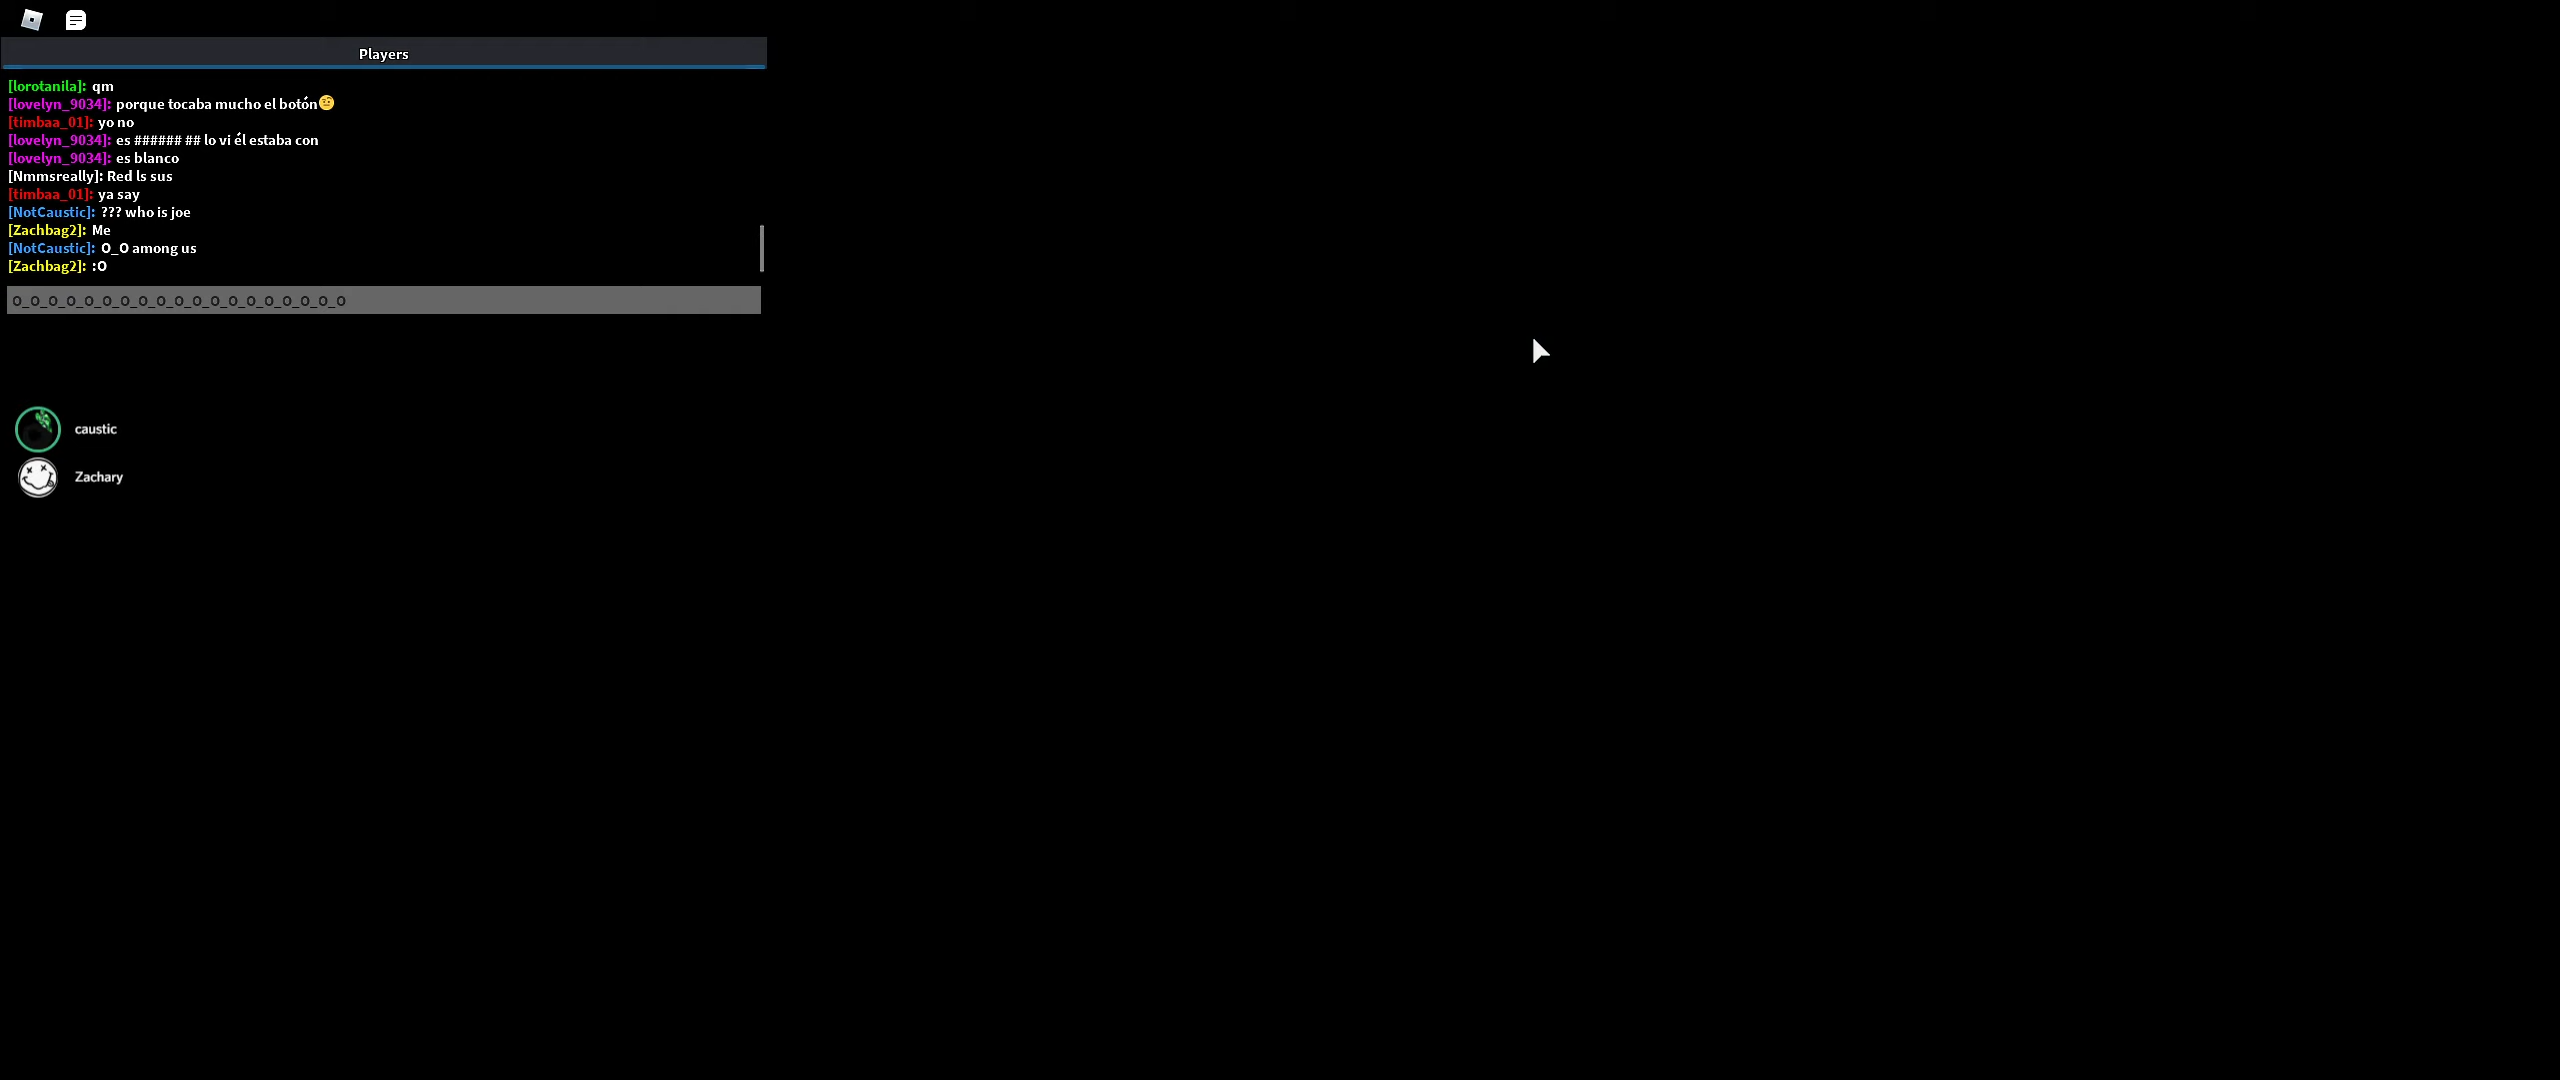 Players
[lorotanila]: qm
[lovelyn_9034]: porque tocaba mucho el botón🤨
[timbaa_01]: yo no
[lovelyn_9034]: es ###### ## lo vi él estaba con
[lovelyn_9034]: es blanco
[Nmmsreally]: Red ls sus
[timbaa_01]: ya say
[NotCaustic]: ??? who is joe
[Zachbag2]: Me
[NotCaustic]: O_O among us
[Zachbag2]: :O
O_O_O_O_O_O_O_O_O_O_O_O_O_O_O_O_O_O_O
caustic
Zachary